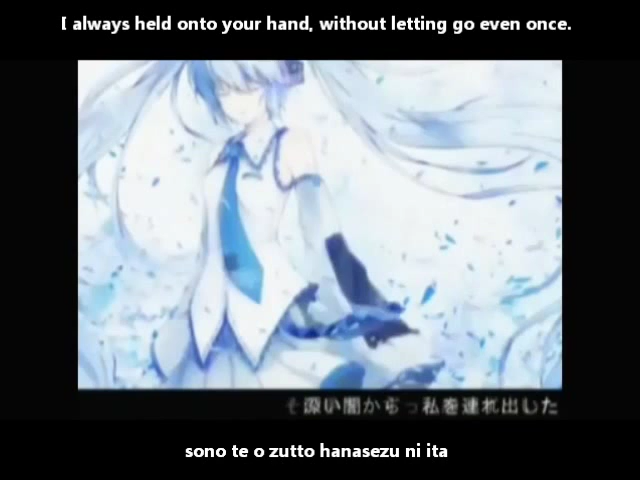 I always held onto your hand, without letting go even once.
深い闇から 私を連れ出した
sono te o zutto hanasezu ni ita